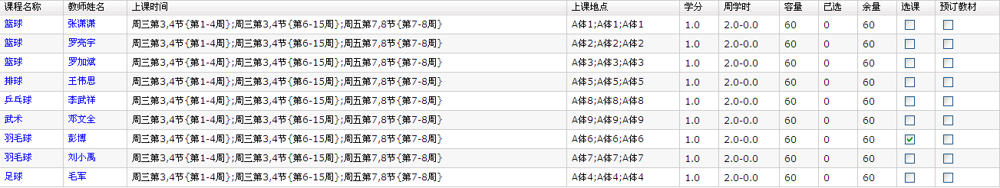 课程名称 教师姓名 上课时间 上课地点 学分 周学时 容量 已选 余量 选课 预订教材
篮球 张潇潇 周三第3,4节{第1-4周};周三第3,4节{第6-15周};周五第7,8节{第7-8周} A体1;A体1;A体1 1.0 2.0-0.0 60 0 60
篮球 罗亮宇 周三第3,4节{第1-4周};周三第3,4节{第6-15周};周五第7,8节{第7-8周} A体2;A体2;A体2 1.0 2.0-0.0 60 0 60
篮球 罗加斌 周三第3,4节{第1-4周};周三第3,4节{第6-15周};周五第7,8节{第7-8周} A体3;A体3;A体3 1.0 2.0-0.0 60 0 60
排球 王伟思 周三第3,4节{第1-4周};周三第3,4节{第6-15周};周五第7,8节{第7-8周} A体5;A体5;A体5 1.0 2.0-0.0 60 0 60
乒乓球 李武祥 周三第3,4节{第1-4周};周三第3,4节{第6-15周};周五第7,8节{第7-8周} A体8;A体8;A体8 1.0 2.0-0.0 60 0 60
武术 邓文全 周三第3,4节{第1-4周};周三第3,4节{第6-15周};周五第7,8节{第7-8周} A体9;A体9;A体9 1.0 2.0-0.0 60 0 60
羽毛球 彭博 周三第3,4节{第1-4周};周三第3,4节{第6-15周};周五第7,8节{第7-8周} A体6;A体6;A体6 1.0 2.0-0.0 60 0 60
羽毛球 刘小禹 周三第3,4节{第1-4周};周三第3,4节{第6-15周};周五第7,8节{第7-8周} A体7;A体7;A体7 1.0 2.0-0.0 60 0 60
足球 毛军 周三第3,4节{第1-4周};周三第3,4节{第6-15周};周五第7,8节{第7-8周} A体4;A体4;A体4 1.0 2.0-0.0 60 0 60